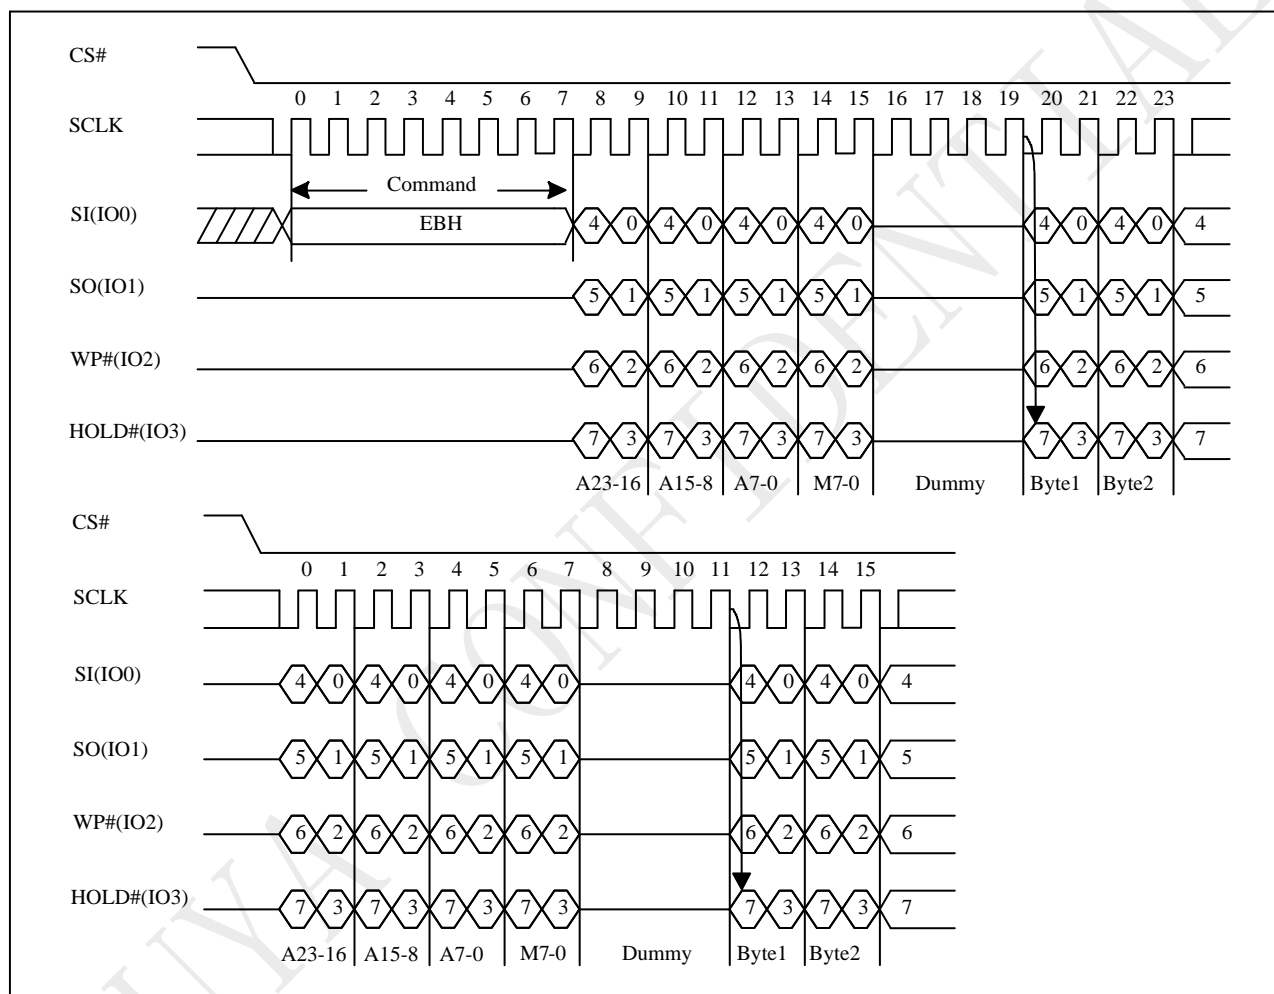 CS#
0 1 2 3 4 5 6 7 8 9 10 11 12 13 14 15 16 17 18 19 20 21 22 23
SCLK
Command
SI(IO0) EBH 4 0 4 0 4 0 4 0 4 0 4 0 4
SO(IO1) 5 1 5 1 5 1 5 1 5 1 5 1 5
WP#(IO2) 6 2 6 2 6 2 6 2 6 2 6 2 6
HOLD#(IO3) 7 3 7 3 7 3 7 3 7 3 7 3 7
A23-16 A15-8 A7-0 M7-0 Dummy Byte1 Byte2
CS#
0 1 2 3 4 5 6 7 8 9 10 11 12 13 14 15
SCLK
SI(IO0) 4 0 4 0 4 0 4 0 4 0 4 0 4
SO(IO1) 5 1 5 1 5 1 5 1 5 1 5 1 5
WP#(IO2) 6 2 6 2 6 2 6 2 6 2 6 2 6
HOLD#(IO3) 7 3 7 3 7 3 7 3 7 3 7 3 7
A23-16 A15-8 A7-0 M7-0 Dummy Byte1 Byte2
UYA CONFIDENTIAL